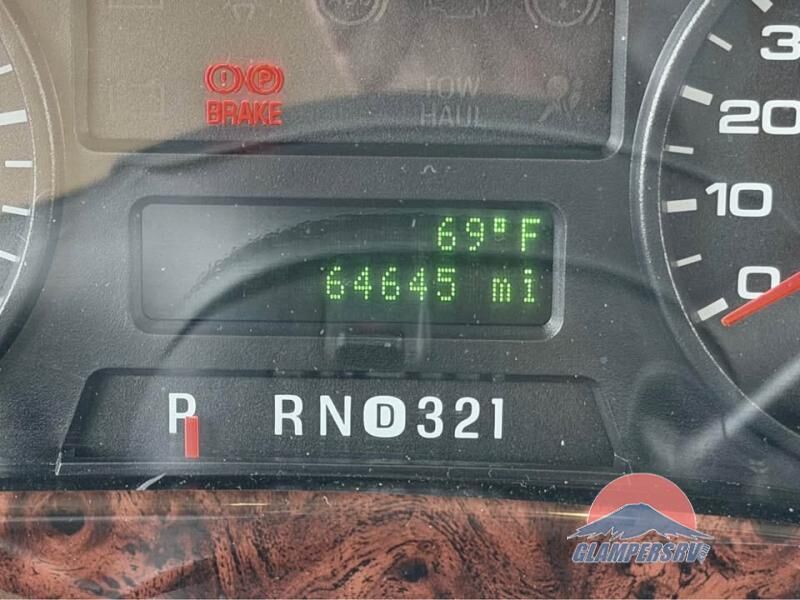 BRAKE
TOW
HAUL
30
20
10
0
69°F
64645 mi
P RND321
GLAMPERSRV